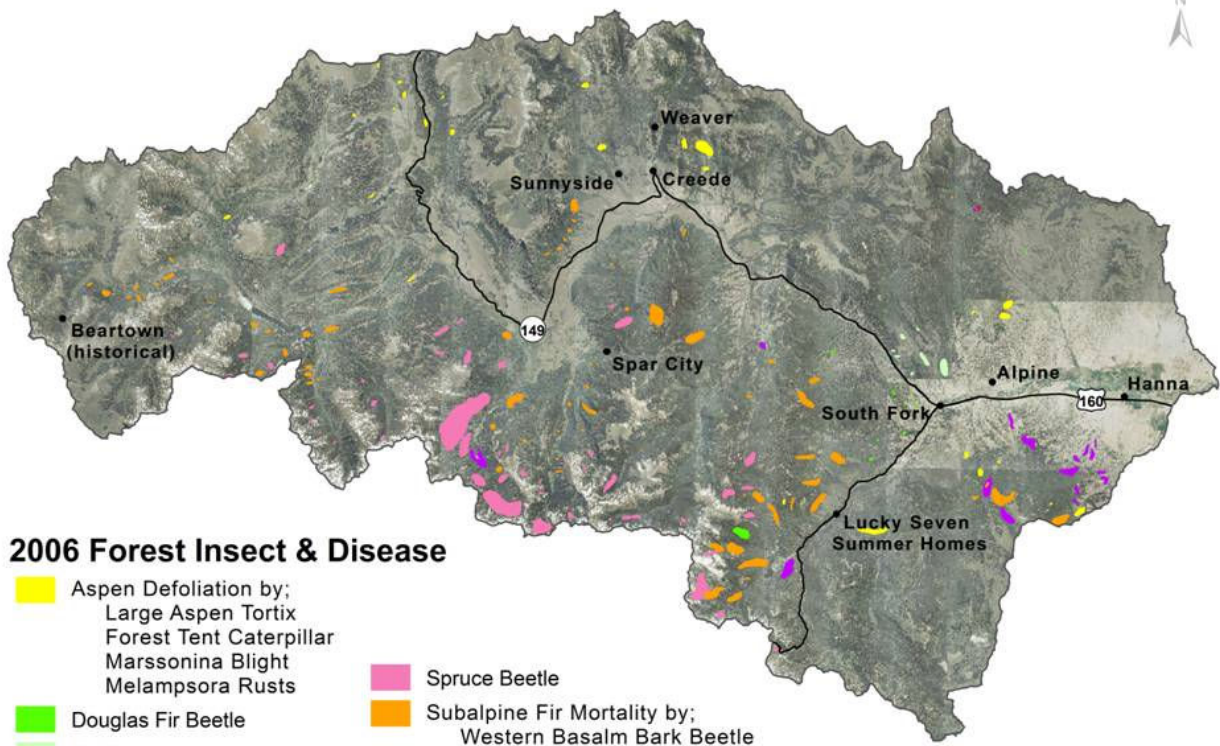 N
Weaver
Sunnyside
Creede
149
Beartown
(historical)
Spar City
Alpine
Hanna
South Fork
160
Lucky Seven
Summer Homes
2006 Forest Insect & Disease
Aspen Defoliation by;
Large Aspen Tortix
Forest Tent Caterpillar
Marssonina Blight
Melampsora Rusts
Douglas Fir Beetle
Spruce Beetle
Subalpine Fir Mortality by;
Western Basalm Bark Beetle